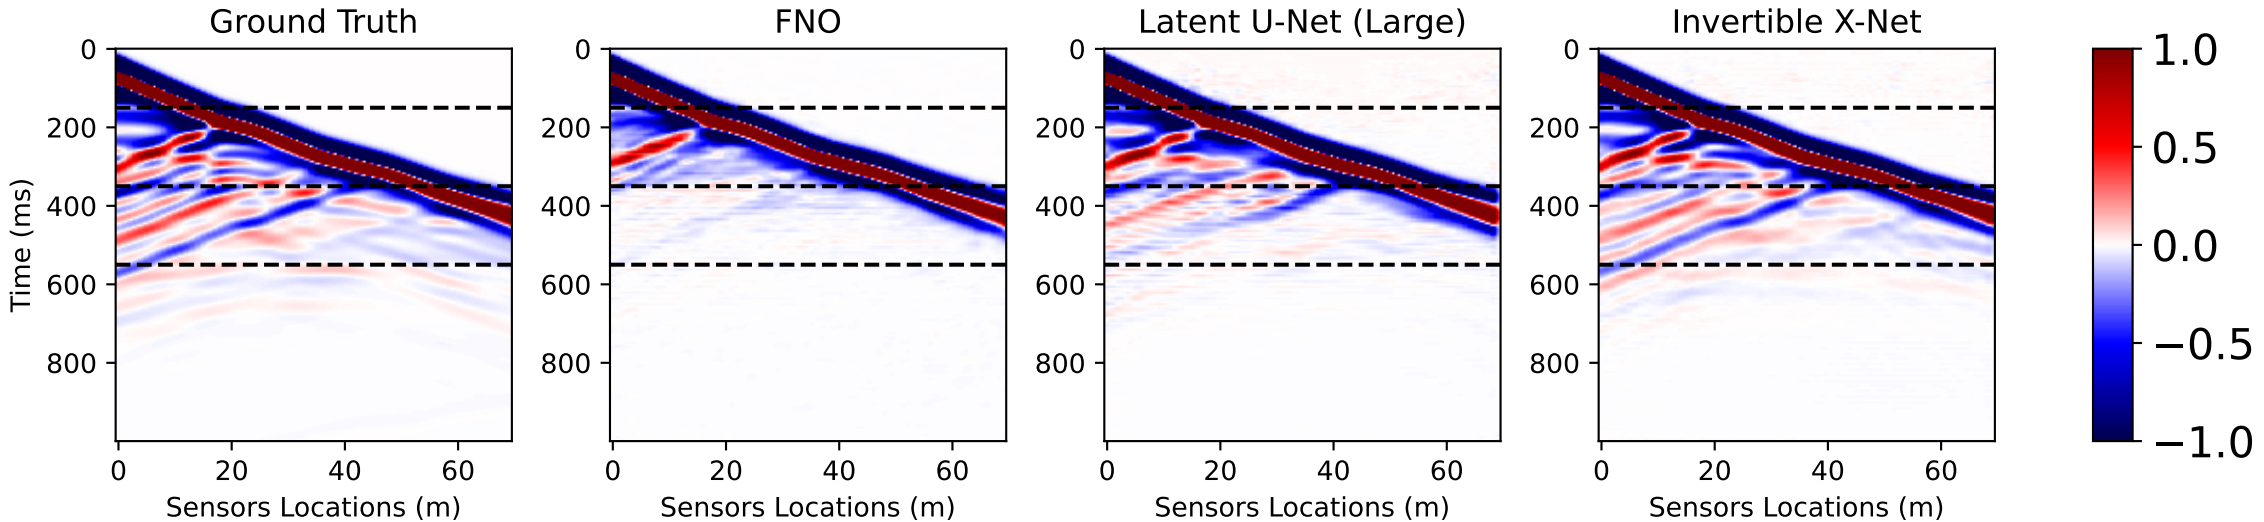 Ground Truth
FNO
Latent U-Net (Large)
Invertible X-Net
0
200
400
600
800
0
200
400
600
800
0
200
400
600
800
0
200
400
600
800
Time (ms)
0 20 40 60
0 20 40 60
0 20 40 60
0 20 40 60
Sensors Locations (m)
Sensors Locations (m)
Sensors Locations (m)
Sensors Locations (m)
1.0
0.5
0.0
−0.5
−1.0